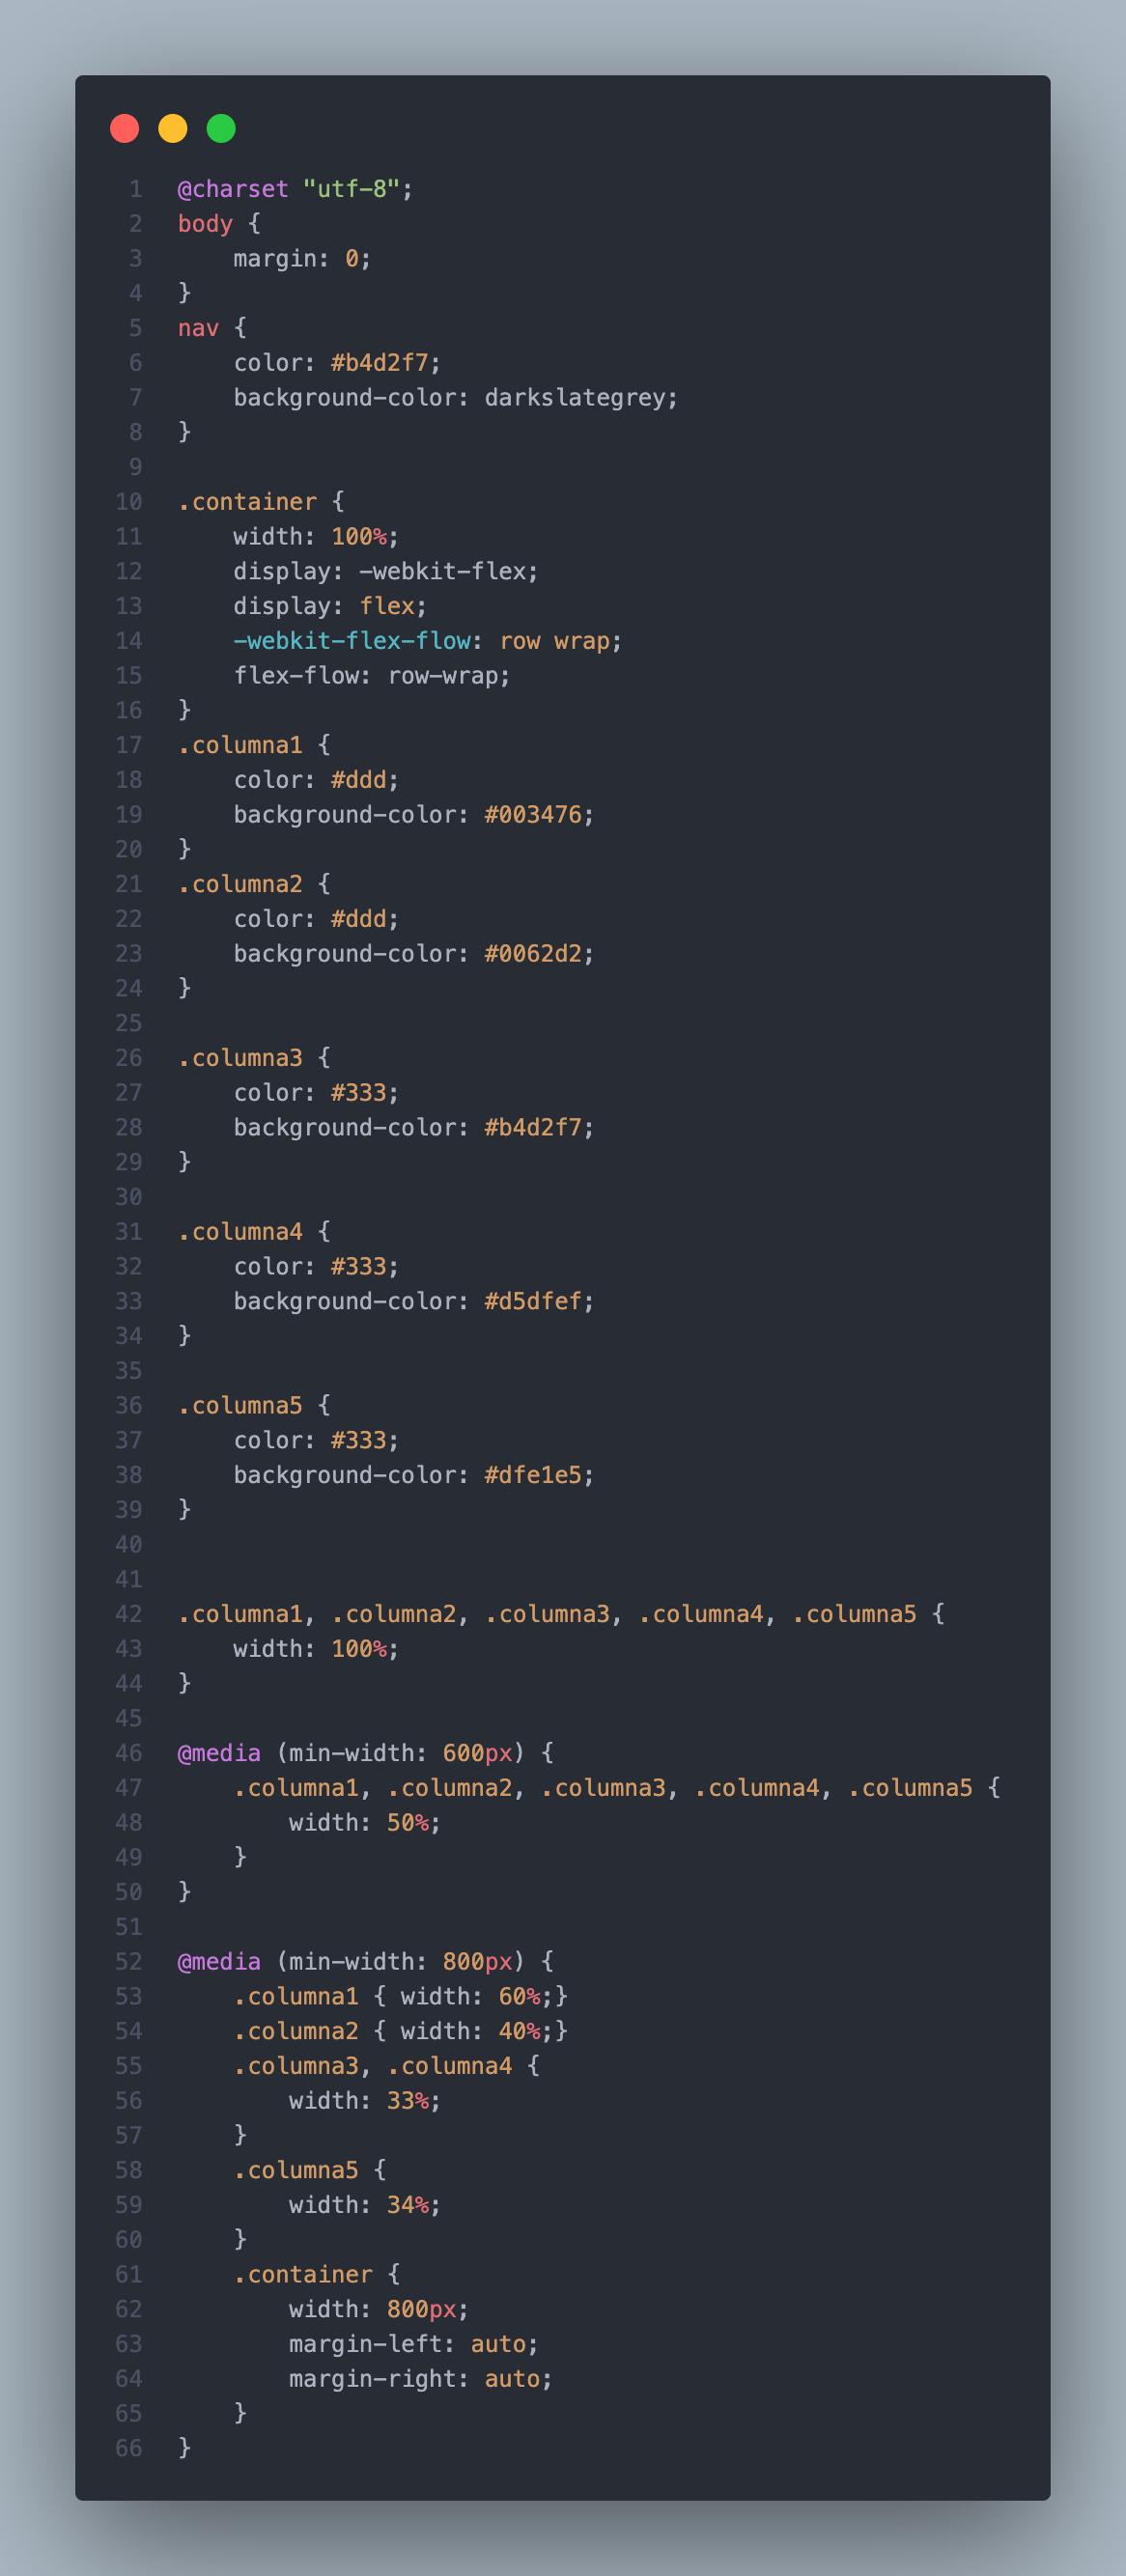 1 @charset "utf-8";
2 body {
3     margin: 0;
4 }
5 nav {
6     color: #b4d2f7;
7     background-color: darkslategrey;
8 }
9
10 .container {
11     width: 100%;
12     display: -webkit-flex;
13     display: flex;
14     -webkit-flex-flow: row wrap;
15     flex-flow: row-wrap;
16 }
17 .columna1 {
18     color: #ddd;
19     background-color: #003476;
20 }
21 .columna2 {
22     color: #ddd;
23     background-color: #0062d2;
24 }
25
26 .columna3 {
27     color: #333;
28     background-color: #b4d2f7;
29 }
30
31 .columna4 {
32     color: #333;
33     background-color: #d5dfef;
34 }
35
36 .columna5 {
37     color: #333;
38     background-color: #dfe1e5;
39 }
40
41
42 .columna1, .columna2, .columna3, .columna4, .columna5 {
43     width: 100%;
44 }
45
46 @media (min-width: 600px) {
47     .columna1, .columna2, .columna3, .columna4, .columna5 {
48         width: 50%;
49     }
50 }
51
52 @media (min-width: 800px) {
53     .columna1 { width: 60%;}
54     .columna2 { width: 40%;}
55     .columna3, .columna4 {
56         width: 33%;
57     }
58     .columna5 {
59         width: 34%;
60     }
61     .container {
62         width: 800px;
63         margin-left: auto;
64         margin-right: auto;
65     }
66 }